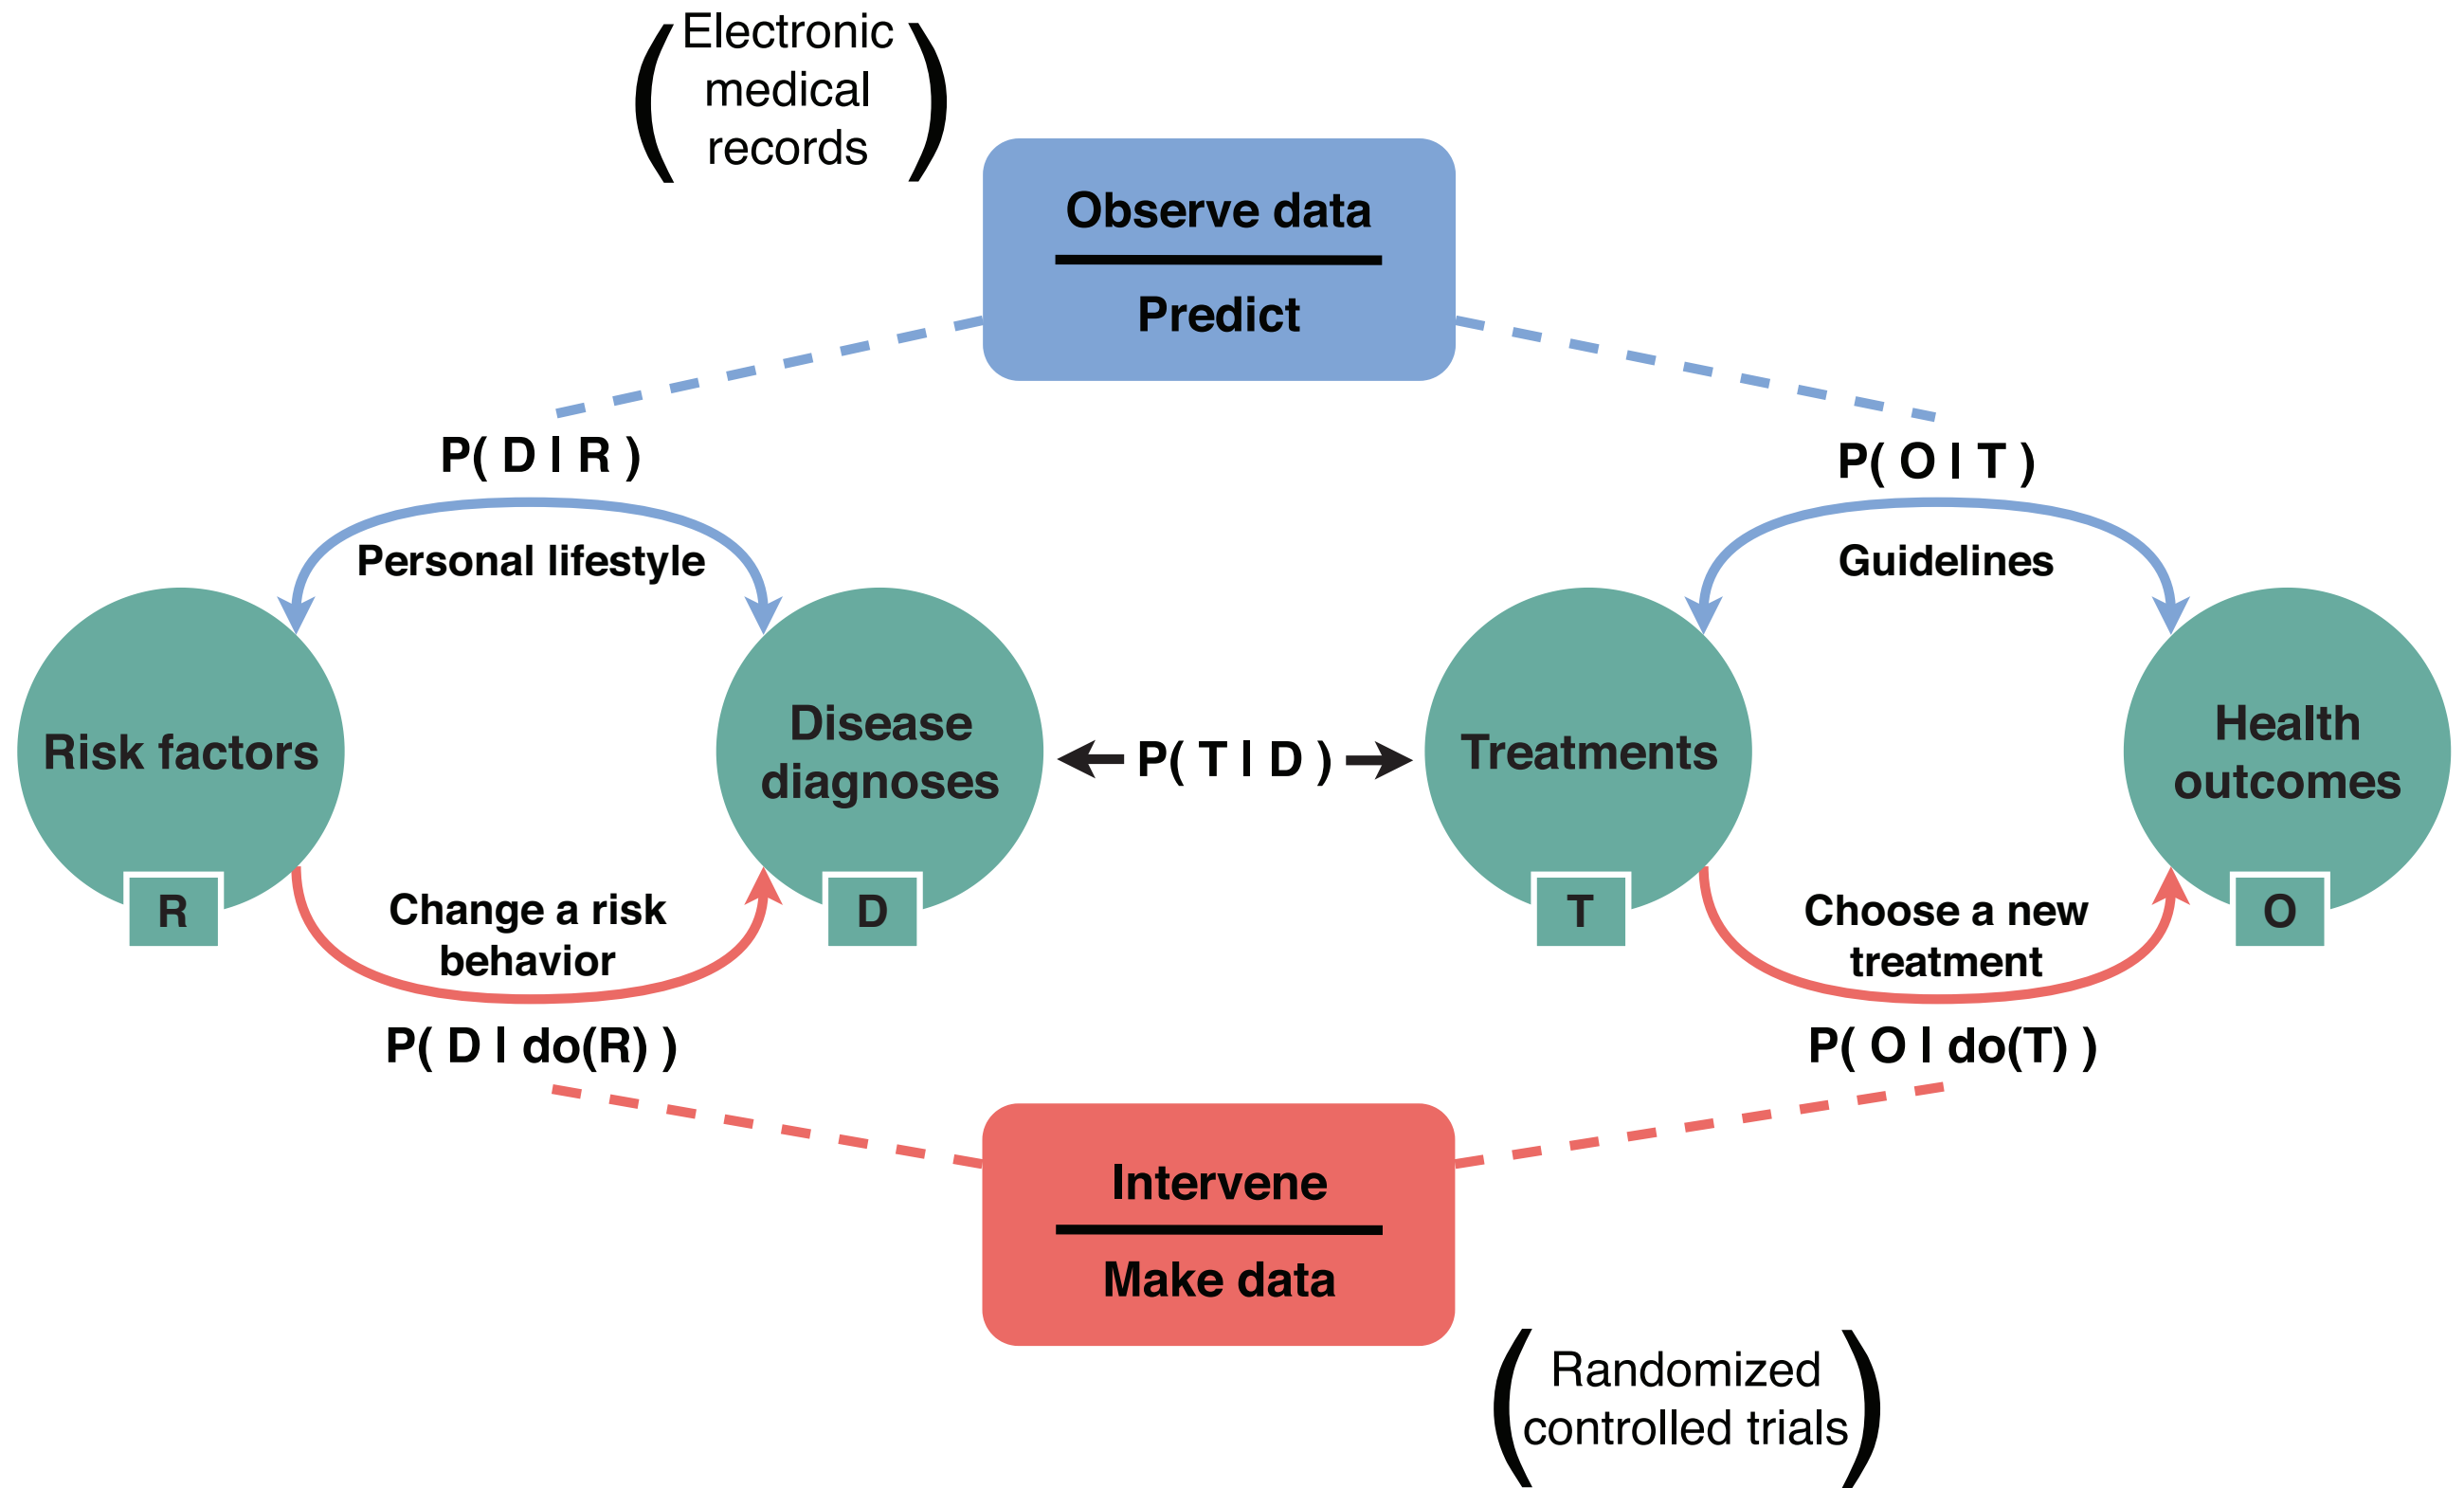 Electronic
medical
records
Observe data
Predict
P( D | R )
P( O | T )
Personal lifestyle
Guidelines
Risk factors
Disease
diagnoses
P( T | D )
Treatments
Health
outcomes
R
Change a risk
behavior
D
T
Choose a new
treatment
O
P( D | do(R) )
P( O | do(T) )
Intervene
Make data
Randomized
controlled trials